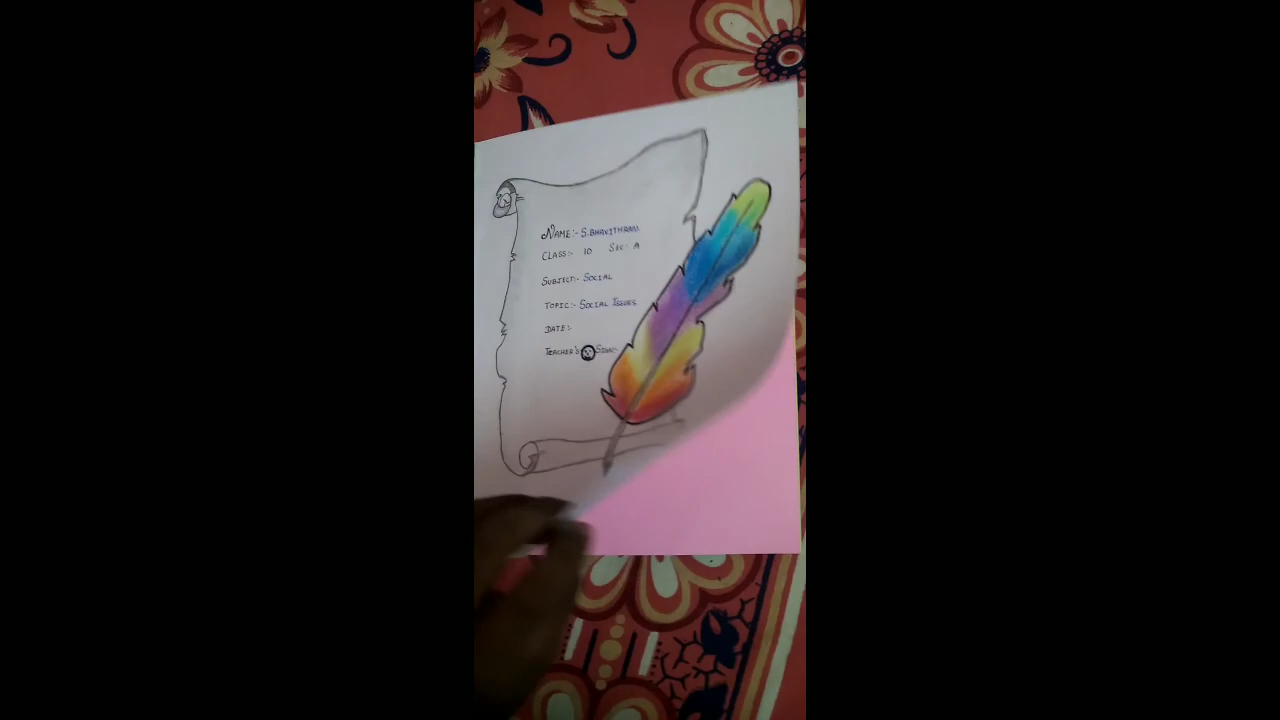 NAME:- S.BHAVITHRAN
CLASS:- 10 SEC:- A
SUBJECT:- SOCIAL
TOPIC:- SOCIAL ISSUES
DATE:-
TEACHER'S SIGN:-